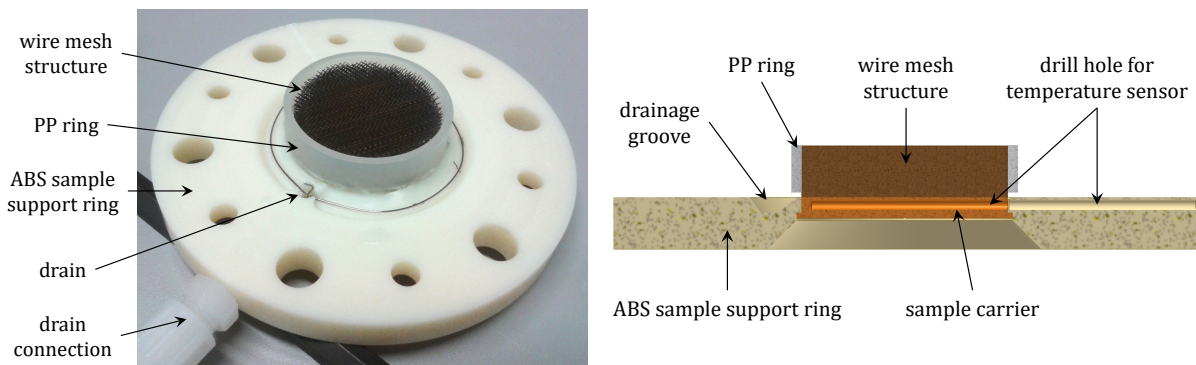 wire mesh
structure
PP ring
ABS sample
support ring
drain
drain
connection
PP ring
drainage
groove
wire mesh
structure
drill hole for
temperature sensor
ABS sample support ring
sample carrier